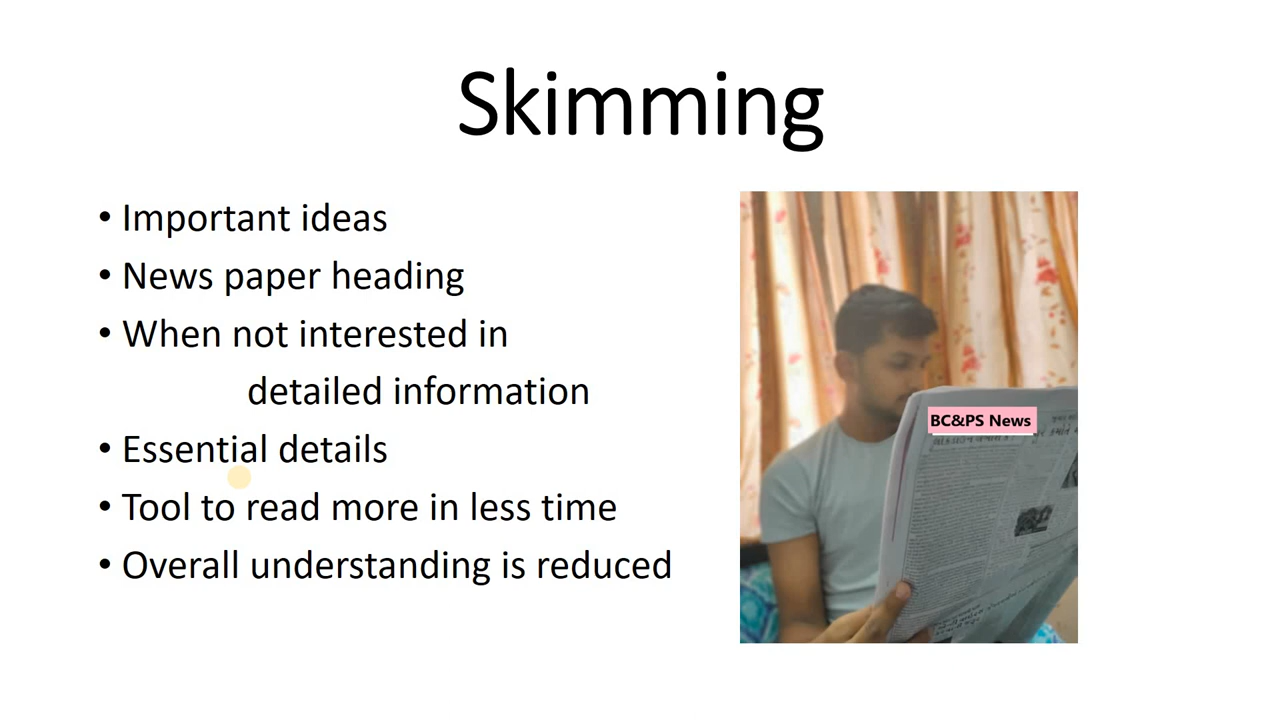 Skimming
• Important ideas
• News paper heading
• When not interested in
detailed information
• Essential details
• Tool to read more in less time
• Overall understanding is reduced
BC&PS News